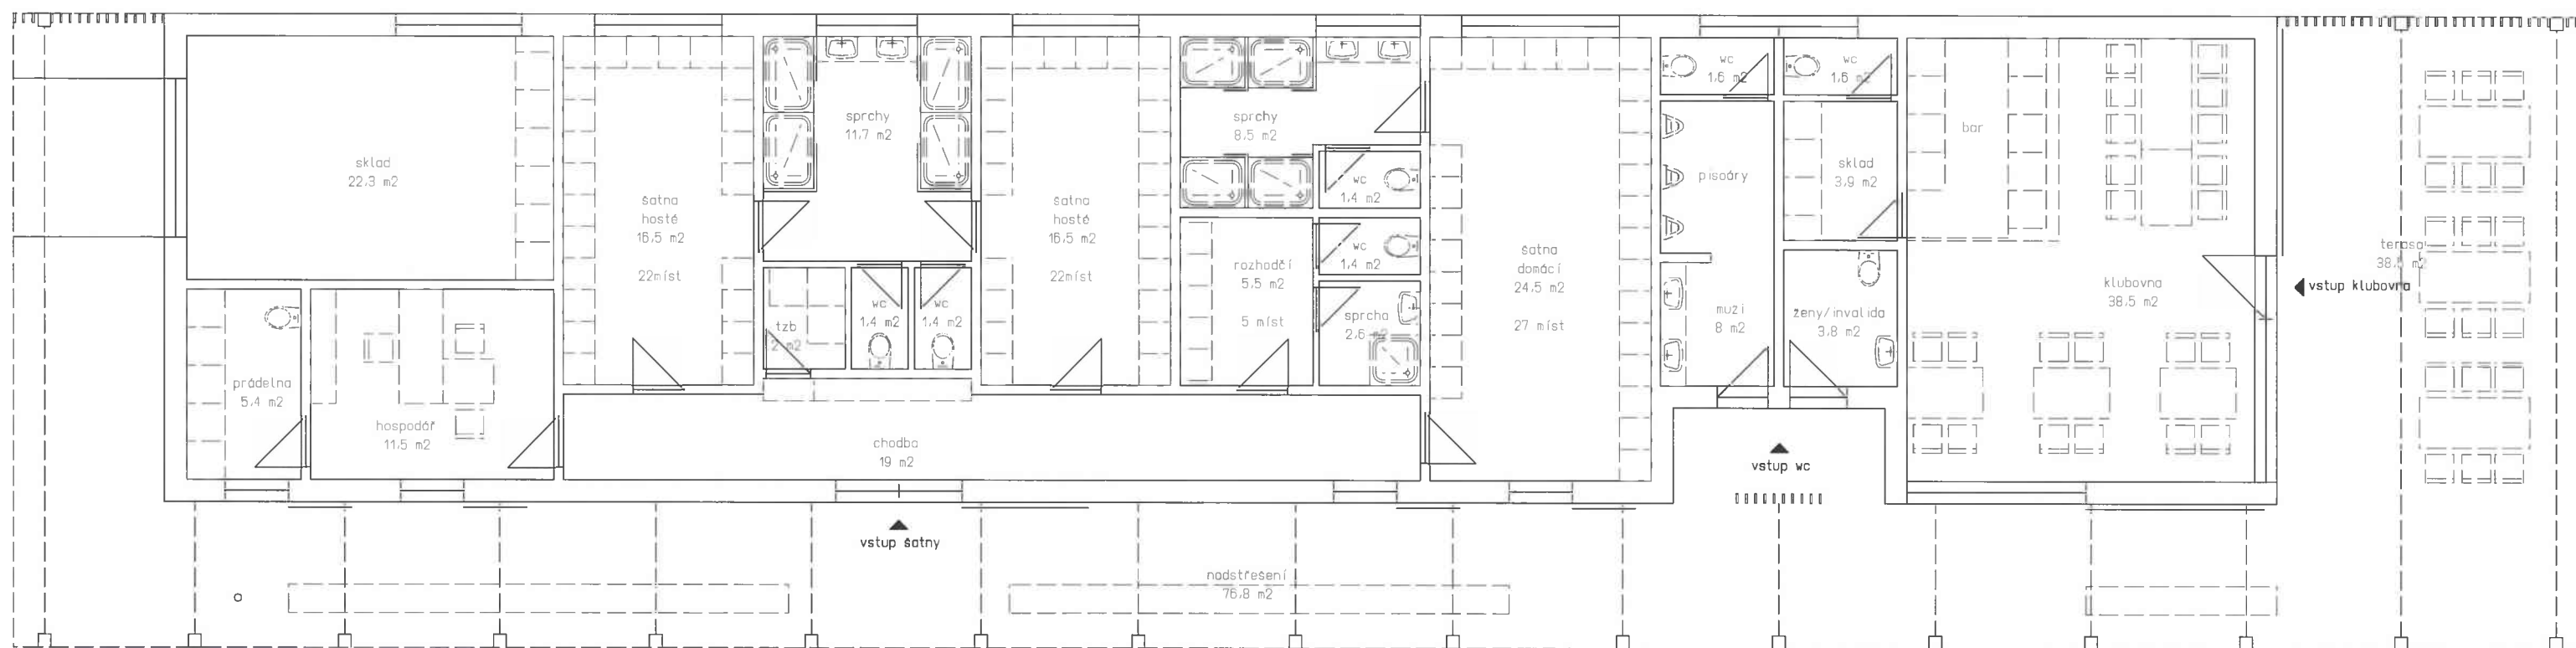 sklad
22,3 m2
šatna
hosté
16,5 m2
22míst
sprchy
11,7 m2
šatna
hosté
16,5 m2
22míst
sprchy
8,5 m2
wc
1,4 m2
wc
1,4 m2
rozhodčí
5.5 m2
5 míst
sprcha
2,6 m2
šatna
domácí
24,5 m2
27 míst
wc
1,6 m2
wc
1,6 m2
pisoáry
sklad
3,9 m2
bar
muži
8 m2
ženy/invalida
3,8 m2
klubovna
38,5 m2
terasa
vstup klubovna
prádelna
5,4 m2
hospodář
11,5 m2
tzb
2 m2
wc
1,4 m2
wc
1,4 m2
chodba
19 m2
vstup wc
vstup šatny
nadstřešení
76,8 m2